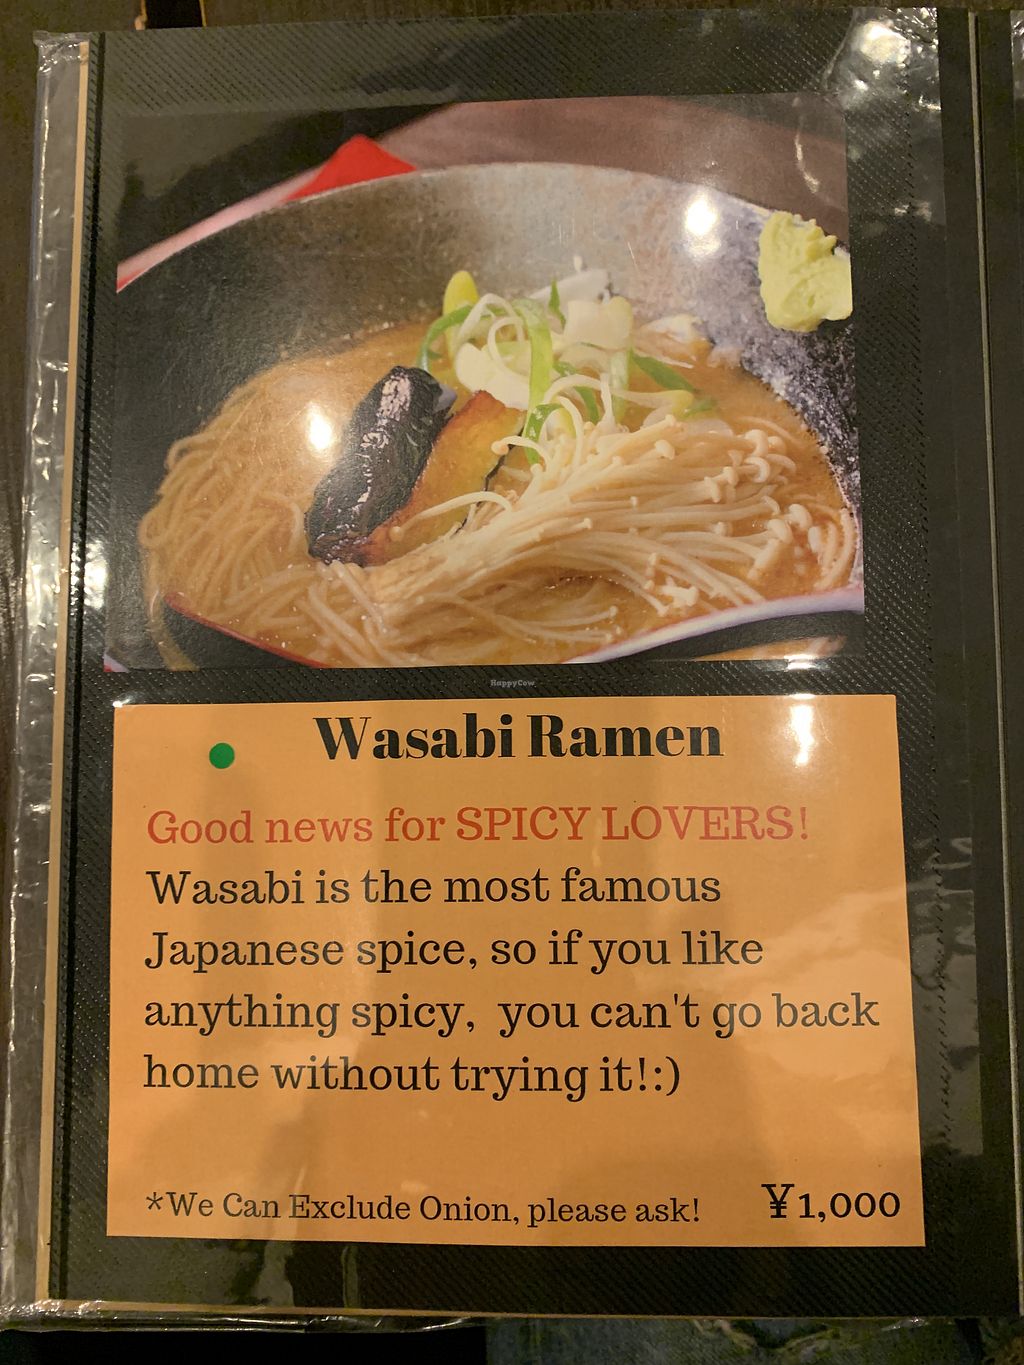 HappyCow
Wasabi Ramen
Good news for SPICY LOVERS!
Wasabi is the most famous
Japanese spice, so if you like
anything spicy, you can't go back
home without trying it!:)
*We Can Exclude Onion, please ask! ¥1,000